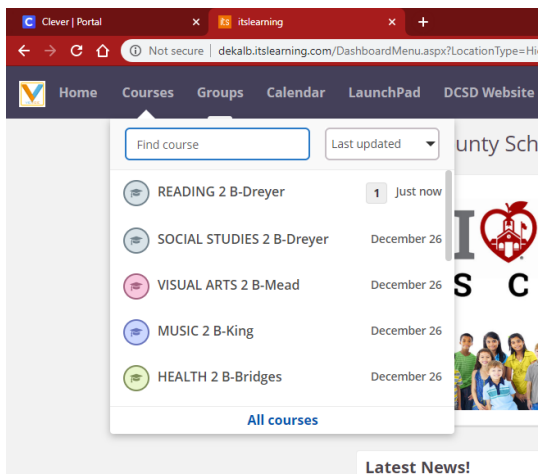 Clever | Portal
itslearning
Not secure | dekalb.itslearning.com/DashboardMenu.aspx?LocationType=Hi
Home Courses Groups Calendar LaunchPad DCSD Website
Find course
Last updated
unty Sch
READING 2 B-Dreyer 1 Just now
SOCIAL STUDIES 2 B-Dreyer December 26
VISUAL ARTS 2 B-Mead December 26
MUSIC 2 B-King December 26
HEALTH 2 B-Bridges December 26
All courses
I
S C
Latest News!